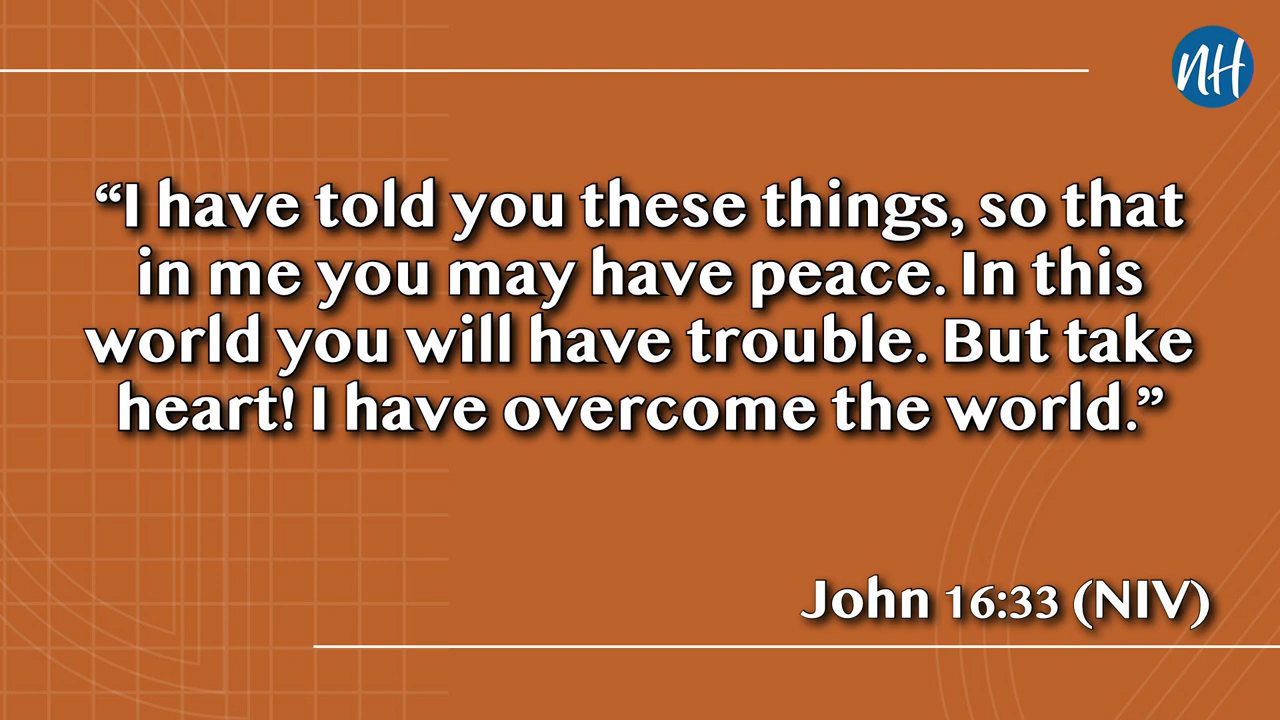 NH
“I have told you these things, so that
in me you may have peace. In this
world you will have trouble. But take
heart! I have overcome the world.”
John 16:33 (NIV)